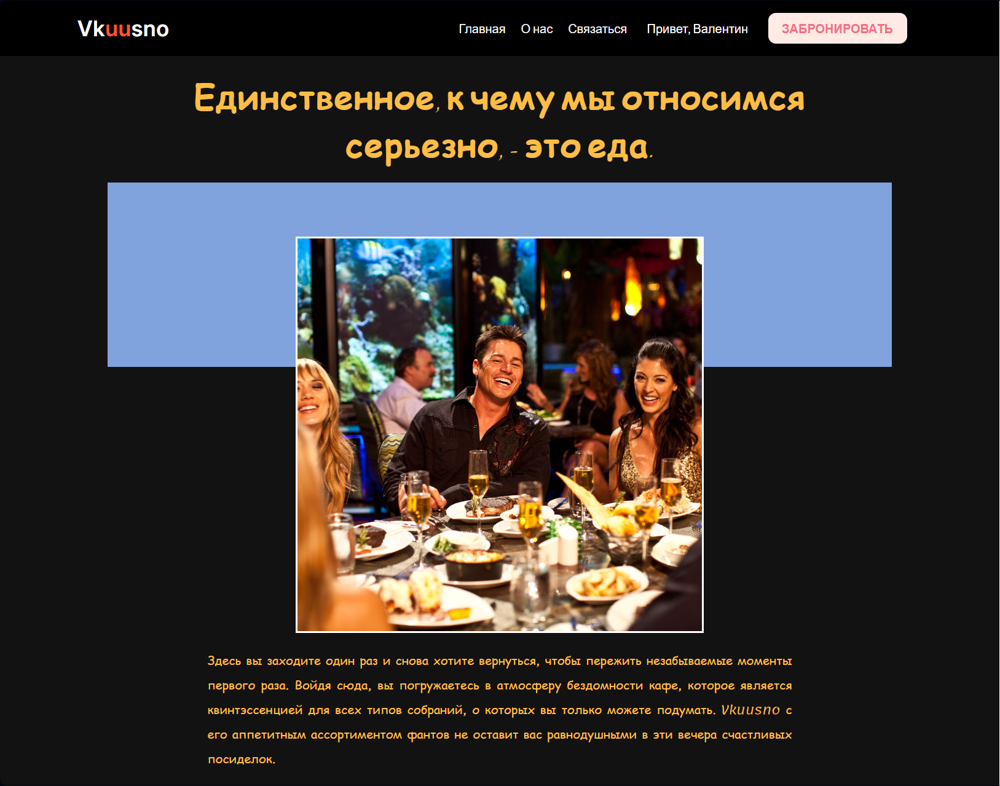 Vkuusno
Главная О нас Связаться Привет, Валентин ЗАБРОНИРОВАТЬ
Единственное, к чему мы относимся
серьезно, - это еда.
Здесь вы заходите один раз и снова хотите вернуться, чтобы пережить незабываемые моменты
первого раза. Войдя сюда, вы погружаетесь в атмосферу бездомности кафе, которое является
квинтэссенцией для всех типов собраний, о которых вы только можете подумать. Vkuusno с
его аппетитным ассортиментом фантов не оставит вас равнодушными в эти вечера счастливых
посиделок.